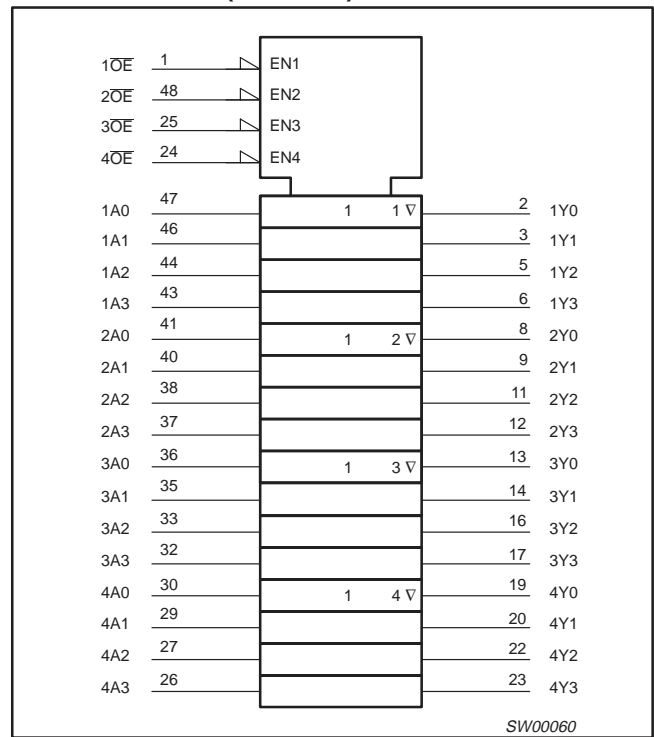 1O̅E̅ 1 EN1
2O̅E̅ 48 EN2
3O̅E̅ 25 EN3
4O̅E̅ 24 EN4
1A0 47 1 1 ∇ 2 1Y0
1A1 46 3 1Y1
1A2 44 5 1Y2
1A3 43 6 1Y3
2A0 41 1 2 ∇ 8 2Y0
2A1 40 9 2Y1
2A2 38 11 2Y2
2A3 37 12 2Y3
3A0 36 1 3 ∇ 13 3Y0
3A1 35 14 3Y1
3A2 33 16 3Y2
3A3 32 17 3Y3
4A0 30 1 4 ∇ 19 4Y0
4A1 29 20 4Y1
4A2 27 22 4Y2
4A3 26 23 4Y3
SW00060